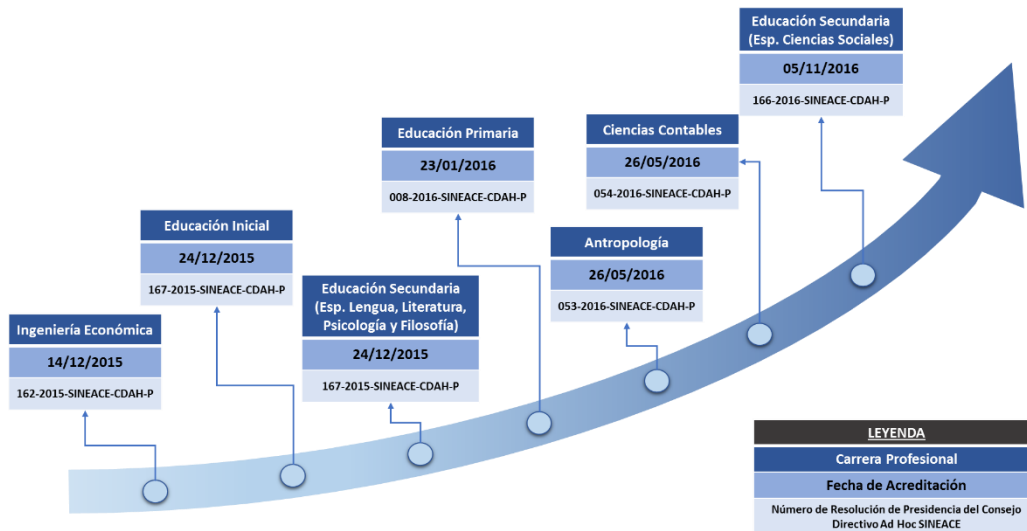 Ingeniería Económica
14/12/2015
162-2015-SINEACE-CDAH-P
Educación Inicial
24/12/2015
167-2015-SINEACE-CDAH-P
Educación Secundaria
(Esp. Lengua, Literatura,
Psicología y Filosofía)
24/12/2015
167-2015-SINEACE-CDAH-P
Educación Primaria
23/01/2016
008-2016-SINEACE-CDAH-P
Antropología
26/05/2016
053-2016-SINEACE-CDAH-P
Ciencias Contables
26/05/2016
054-2016-SINEACE-CDAH-P
Educación Secundaria
(Esp. Ciencias Sociales)
05/11/2016
166-2016-SINEACE-CDAH-P
LEYENDA
Carrera Profesional
Fecha de Acreditación
Número de Resolución de Presidencia del Consejo
Directivo Ad Hoc SINEACE